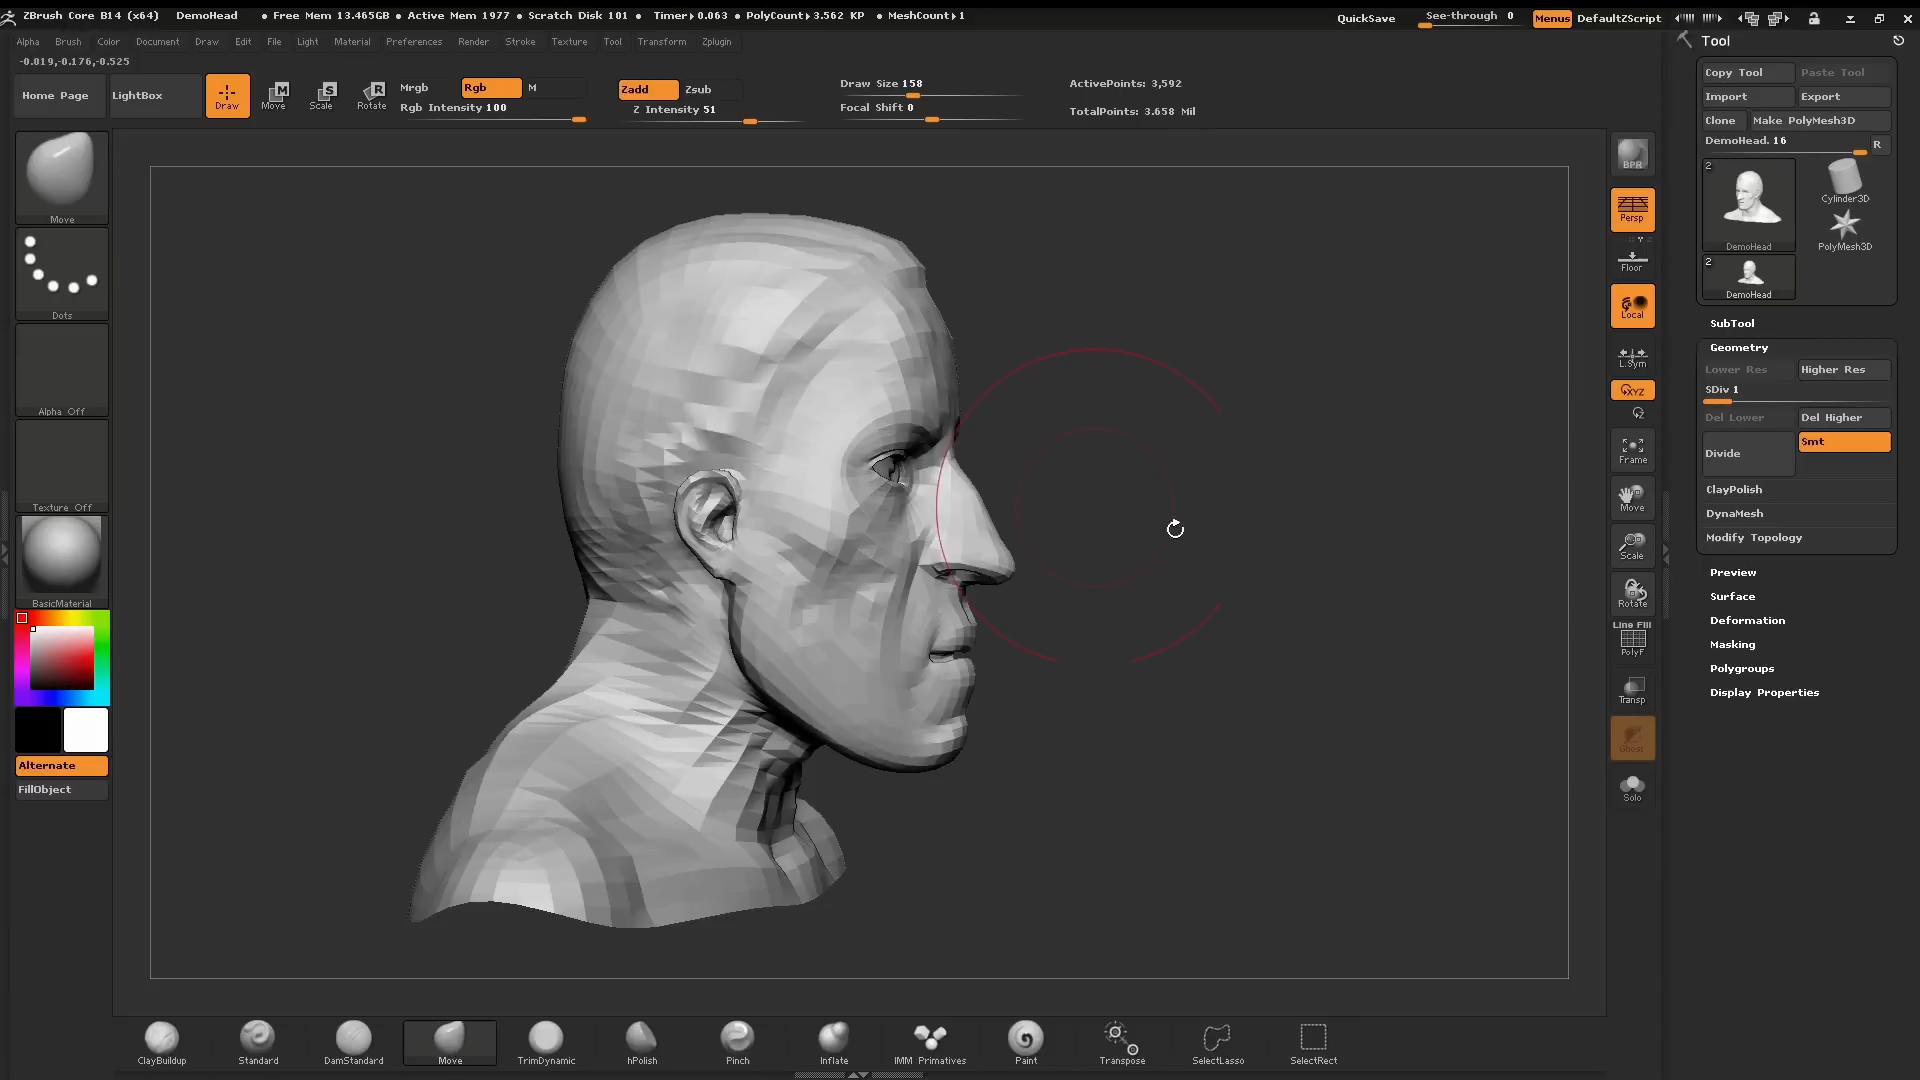 ZBrush Core B14 (x64) DemoHead • Free Mem 13.465GB • Active Mem 1977 • Scratch Disk 101 • Timer▸0.063 • PolyCount▸3.562 KP • MeshCount▸1 QuickSave See-through 0 Menus DefaultZScript
Alpha Brush Color Document Draw Edit File Light Material Preferences Render Stroke Texture Tool Transform Zplugin
-0.019,-0.176,-0.525
Home Page LightBox Draw Move Scale Rotate
M S R
Mrgb Rgb M
Rgb Intensity 100
Zadd Zsub
Z Intensity 51
Draw Size 158
Focal Shift 0
ActivePoints: 3,592
TotalPoints: 3.658 Mil
Move
Dots
Alpha Off
Texture Off
BasicMaterial
Alternate
FillObject
BPR
Persp
Floor
Local
L.Sym
XYZ
Z
Frame
Move
Scale
Rotate
Line Fill
PolyF
Transp
Ghost
Solo
Tool
Copy Tool Paste Tool
Import Export
Clone Make PolyMesh3D
DemoHead. 16 R
2
DemoHead
Cylinder3D
PolyMesh3D
2
DemoHead
SubTool
Geometry
Lower Res Higher Res
SDiv 1
Del Lower Del Higher
Divide Smt
ClayPolish
DynaMesh
Modify Topology
Preview
Surface
Deformation
Masking
Polygroups
Display Properties
ClayBuildup Standard DamStandard Move TrimDynamic hPolish Pinch Inflate IMM Primatives Paint Transpose SelectLasso SelectRect